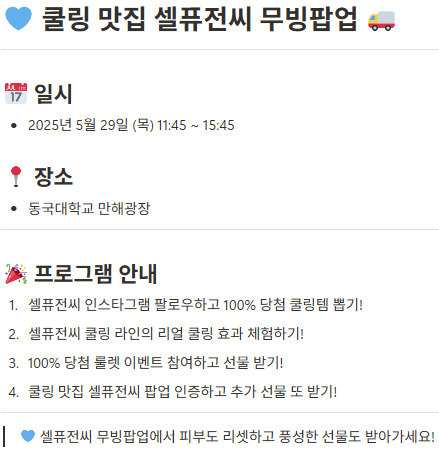 💙 쿨링 맛집 셀퓨전씨 무빙팝업 🚚
📅 일시
• 2025년 5월 29일 (목) 11:45 ~ 15:45
📍 장소
• 동국대학교 만해광장
🎉 프로그램 안내
1. 셀퓨전씨 인스타그램 팔로우하고 100% 당첨 쿨링템 뽑기!
2. 셀퓨전씨 쿨링 라인의 리얼 쿨링 효과 체험하기!
3. 100% 당첨 룰렛 이벤트 참여하고 선물 받기!
4. 쿨링 맛집 셀퓨전씨 팝업 인증하고 추가 선물 또 받기!
💙 셀퓨전씨 무빙팝업에서 피부도 리셋하고 풍성한 선물도 받아가세요!